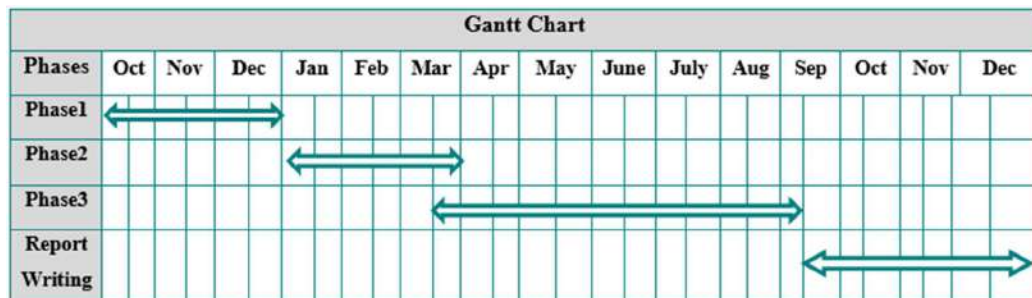 Gantt Chart
Phases Oct Nov Dec Jan Feb Mar Apr May June July Aug Sep Oct Nov Dec
Phase1
Phase2
Phase3
Report
Writing